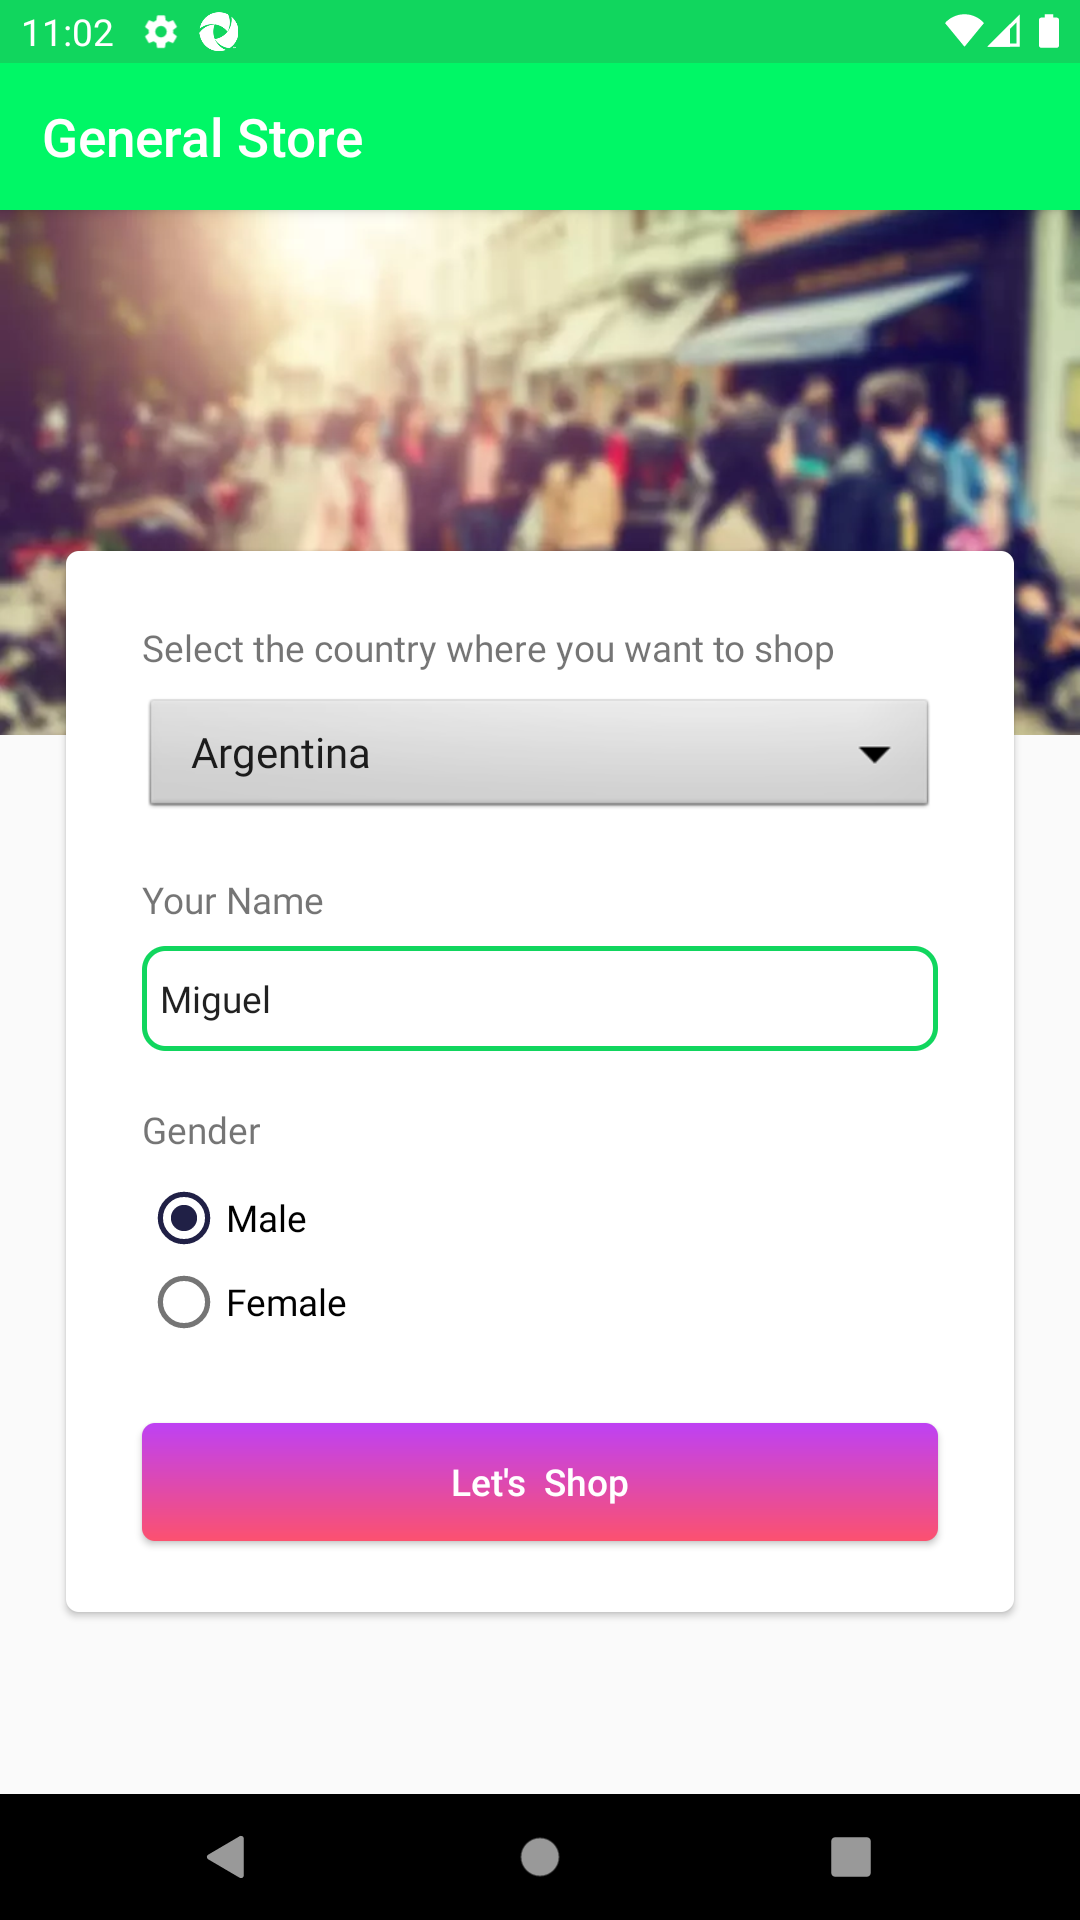 11:02
General Store
Select the country where you want to shop
Argentina
Your Name
Miguel
Gender
Male
Female
Let's Shop